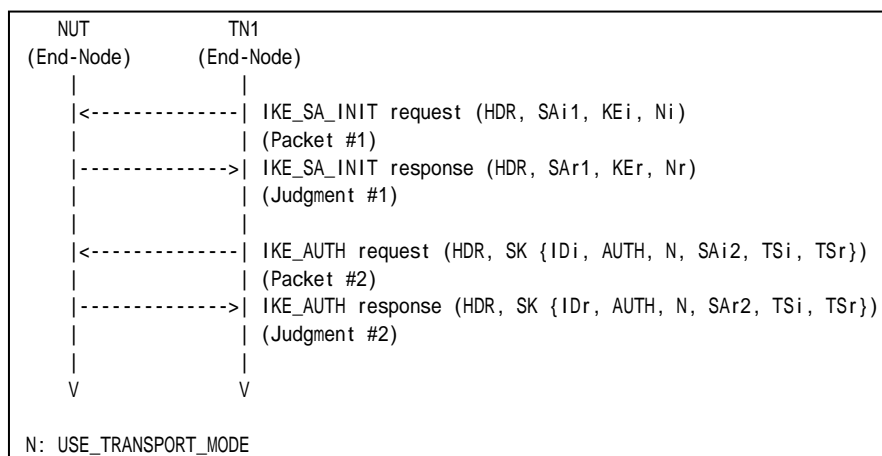 NUT TN1
(End-Node) (End-Node)
| |
|<--------------| IKE_SA_INIT request (HDR, SAi1, KEi, Ni)
| | (Packet #1)
|-------------->| IKE_SA_INIT response (HDR, SAr1, KEr, Nr)
| | (Judgment #1)
| |
|<--------------| IKE_AUTH request (HDR, SK {IDi, AUTH, N, SAi2, TSi, TSr})
| | (Packet #2)
|-------------->| IKE_AUTH response (HDR, SK {IDr, AUTH, N, SAr2, TSi, TSr})
| | (Judgment #2)
| |
V V
N: USE_TRANSPORT_MODE